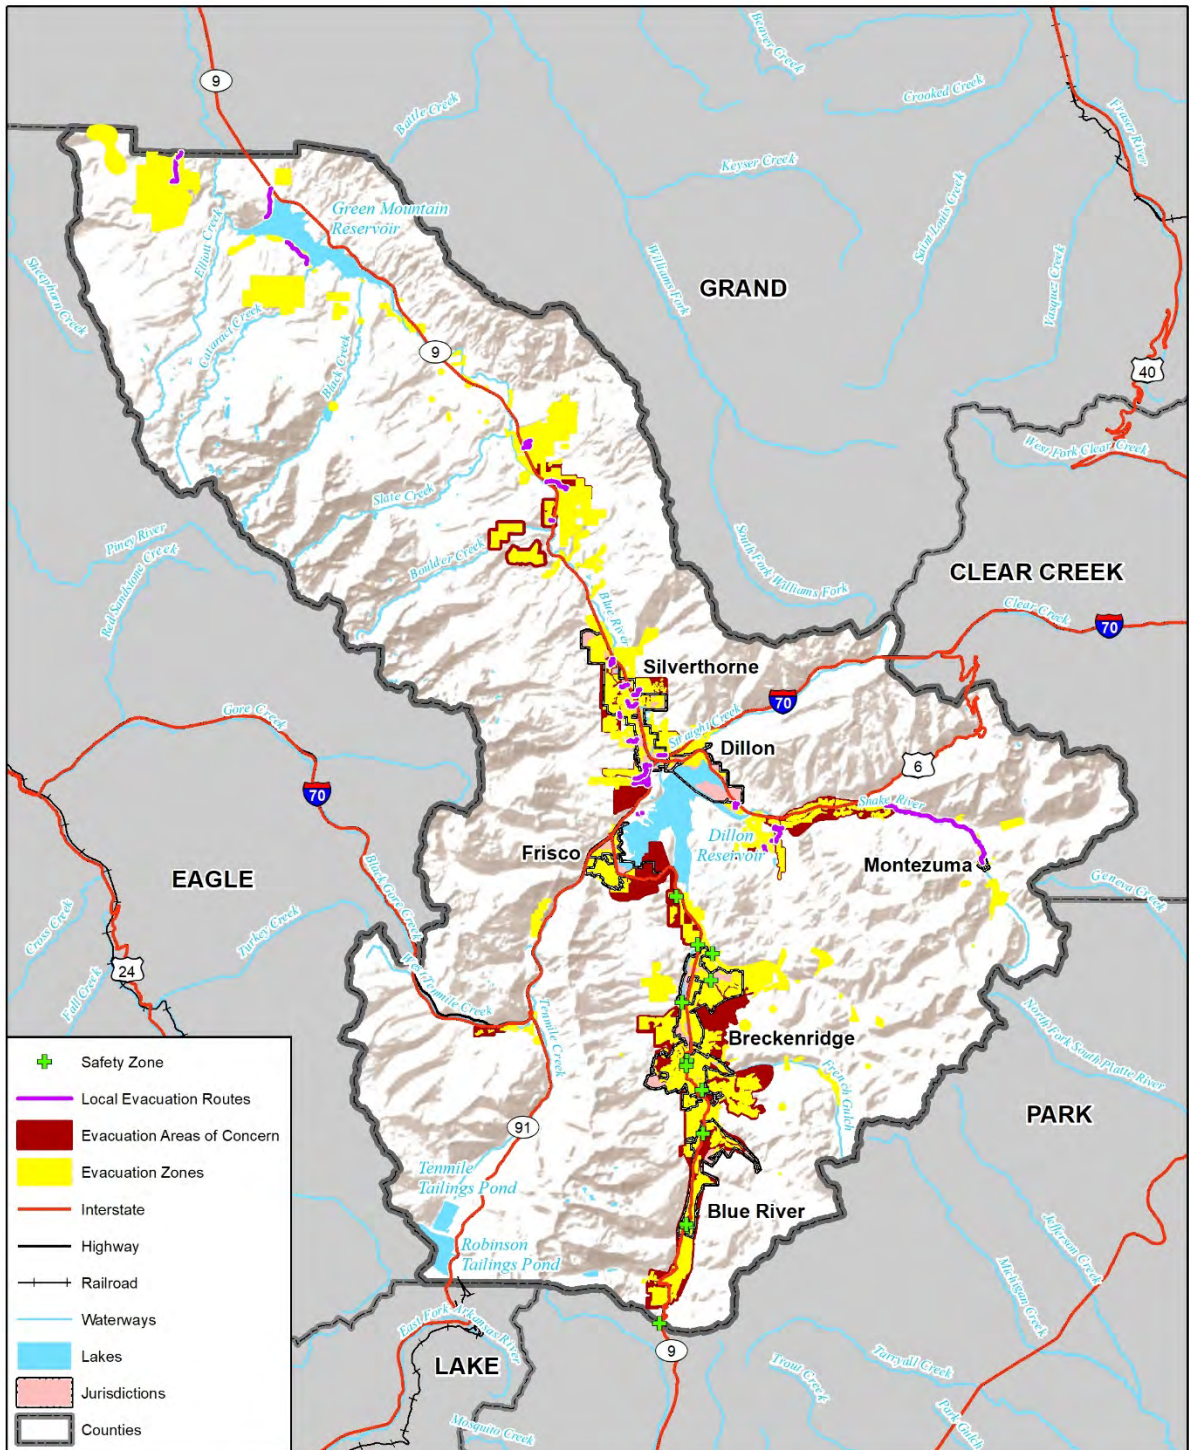 Beaver Creek
9
Battle Creek
Crooked Creek
Fraser River
Keyser Creek
Saint Louis Creek
Green Mountain
Reservoir
Elliott Creek
Sheephorn Creek
Williams Fork
Vasquez Creek
GRAND
Cataract Creek
Black Creek
9
40
West Fork Clear Creek
Slate Creek
Piney River
Red Sandstone Creek
Boulder Creek
South Fork Williams Fork
CLEAR CREEK
Blue River
Clear Creek
70
Silverthorne
70
Gore Creek
Straight Creek
Dillon
6
70
Snake River
Dillon
Reservoir
Frisco
Montezuma
EAGLE
Black Gore Creek
Geneva Creek
Cross Creek
Turkey Creek
24
Fall Creek
West Tenmile Creek
Tenmile Creek
North Fork South Platte River
Breckenridge
French Gulch
PARK
91
Tenmile
Tailings Pond
Blue River
Robinson
Tailings Pond
Jefferson Creek
Michigan Creek
East Fork Arkansas River
LAKE
9
Tarryall Creek
Trout Creek
Park Gulch
Mosquito Creek
Safety Zone
Local Evacuation Routes
Evacuation Areas of Concern
Evacuation Zones
Interstate
Highway
Railroad
Waterways
Lakes
Jurisdictions
Counties